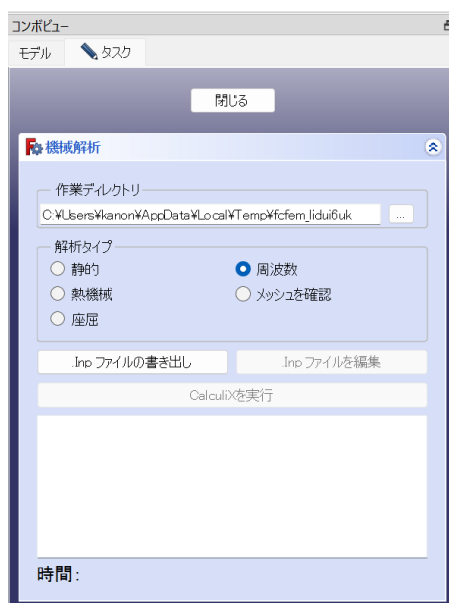 コンボビュー
モデル タスク
閉じる
機械解析
作業ディレクトリ
C:¥Users¥kanon¥AppData¥Local¥Temp¥fcfem_lidui6uk ...
解析タイプ
静的 周波数
熱機械 メッシュを確認
座屈
.Inp ファイルの書き出し .Inp ファイルを編集
CalculiXを実行
時間: